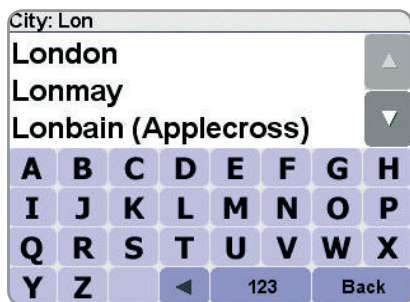 City: Lon
London
Lonmay
Lonbain (Applecross)
A B C D E F G H
I J K L M N O P
Q R S T U V W X
Y Z 123 Back